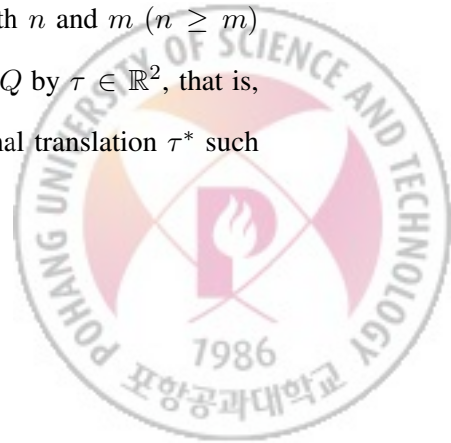 th n and m (n ≥ m)
Q by τ ∈ ℝ², that is,
nal translation τ* such
POHANG UNIVERSITY OF SCIENCE AND TECHNOLOGY
1986
포항공과대학교